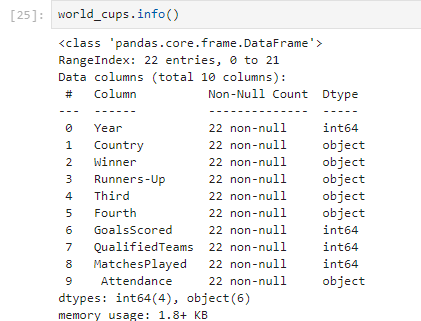 [25]: world_cups.info()
<class 'pandas.core.frame.DataFrame'>
RangeIndex: 22 entries, 0 to 21
Data columns (total 10 columns):
 #   Column          Non-Null Count  Dtype
---  ------          --------------  -----
 0   Year            22 non-null     int64
 1   Country         22 non-null     object
 2   Winner          22 non-null     object
 3   Runners-Up      22 non-null     object
 4   Third           22 non-null     object
 5   Fourth          22 non-null     object
 6   GoalsScored     22 non-null     int64
 7   QualifiedTeams  22 non-null     int64
 8   MatchesPlayed   22 non-null     int64
 9    Attendance     22 non-null     object
dtypes: int64(4), object(6)
memory usage: 1.8+ KB